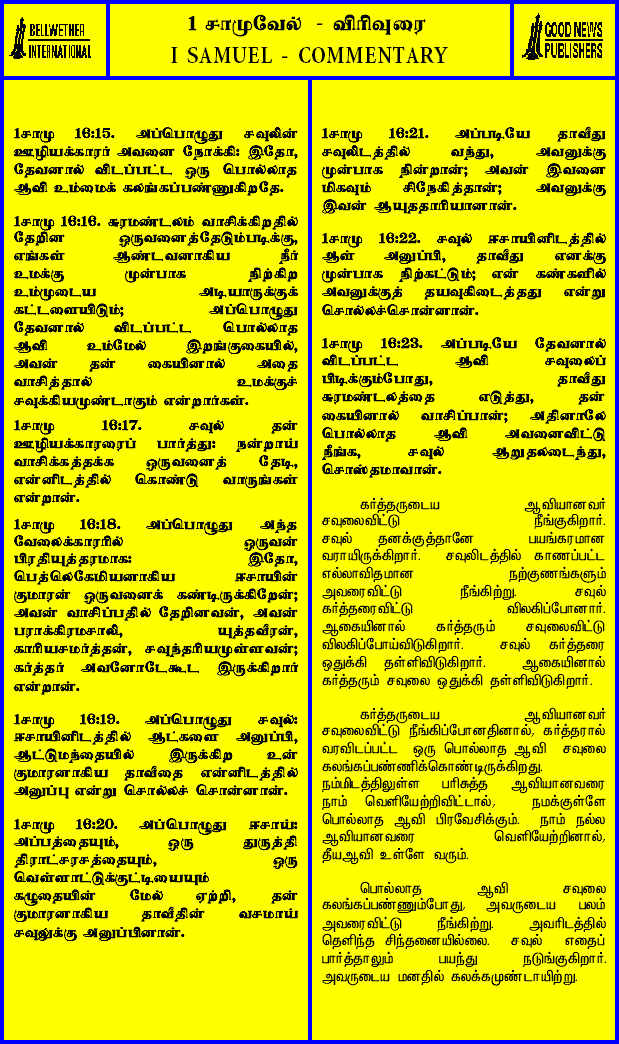 BELLWETHER
INTERNATIONAL
1 சாமுவேல் - விரிவுரை
I SAMUEL - COMMENTARY
GOOD NEWS
PUBLISHERS
1சாமு 16:15. அப்பொழுது சவுலின்
ஊழியக்காரர் அவனை நோக்கி: இதோ,
தேவனால் விடப்பட்ட ஒரு பொல்லாத
ஆவி உம்மைக் கலங்கப்பண்ணுகிறதே.
1சாமு 16:16. சுரமண்டலம் வாசிக்கிறதில்
தேறின ஒருவனைத்தேடும்படிக்கு,
எங்கள் ஆண்டவனாகிய நீர்
உமக்கு முன்பாக நிற்கிற
உம்முடைய அடியாருக்குக்
கட்டளையிடும்; அப்பொழுது
தேவனால் விடப்பட்ட பொல்லாத
ஆவி உம்மேல் இறங்குகையில்,
அவன் தன் கையினால் அதை
வாசித்தால் உமக்குச்
சவுக்கியமுண்டாகும் என்றார்கள்.
1சாமு 16:17. சவுல் தன்
ஊழியக்காரரைப் பார்த்து: நன்றாய்
வாசிக்கத்தக்க ஒருவனைத் தேடி,
என்னிடத்தில் கொண்டு வாருங்கள்
என்றான்.
1சாமு 16:18. அப்பொழுது அந்த
வேலைக்காரரில் ஒருவன்
பிரதியுத்தரமாக: இதோ,
பெத்லெகேமியனாகிய ஈசாயின்
குமாரன் ஒருவனைக் கண்டிருக்கிறேன்;
அவன் வாசிப்பதில் தேறினவன், அவன்
பராக்கிரமசாலி, யுத்தவீரன்,
காரியசமர்த்தன், சவுந்தரியமுள்ளவன்;
கர்த்தர் அவனோடேகூட இருக்கிறார்
என்றான்.
1சாமு 16:19. அப்பொழுது சவுல்:
ஈசாயினிடத்தில் ஆட்களை அனுப்பி,
ஆட்டுமந்தையில் இருக்கிற உன்
குமாரனாகிய தாவீதை என்னிடத்தில்
அனுப்பு என்று சொல்லச் சொன்னான்.
1சாமு 16:20. அப்பொழுது ஈசாய்:
அப்பத்தையும், ஒரு துருத்தி
திராட்சரசத்தையும், ஒரு
வெள்ளாட்டுக்குட்டியையும்
கழுதையின் மேல் ஏற்றி, தன்
குமாரனாகிய தாவீதின் வசமாய்
சவுலுக்கு அனுப்பினான்.
1சாமு 16:21. அப்படியே தாவீது
சவுலிடத்தில் வந்து, அவனுக்கு
முன்பாக நின்றான்; அவன் இவனை
மிகவும் சிநேகித்தான்; அவனுக்கு
இவன் ஆயுததாரியானான்.
1சாமு 16:22. சவுல் ஈசாயினிடத்தில்
ஆள் அனுப்பி, தாவீது எனக்கு
முன்பாக நிற்கட்டும்; என் கண்களில்
அவனுக்குத் தயவுகிடைத்தது என்று
சொல்லச்சொன்னான்.
1சாமு 16:23. அப்படியே தேவனால்
விடப்பட்ட ஆவி சவுலைப்
பிடிக்கும்போது, தாவீது
சுரமண்டலத்தை எடுத்து, தன்
கையினால் வாசிப்பான்; அதினாலே
பொல்லாத ஆவி அவனைவிட்டு
நீங்க, சவுல் ஆறுதலடைந்து,
சொஸ்தமாவான்.
கர்த்தருடைய ஆவியானவர்
சவுலைவிட்டு நீங்குகிறார்.
சவுல் தனக்குத்தானே பயங்கரமான
வராயிருக்கிறார். சவுலிடத்தில் காணப்பட்ட
எல்லாவிதமான நற்குணங்களும்
அவரைவிட்டு நீங்கிற்று. சவுல்
கர்த்தரைவிட்டு விலகிப்போனார்.
ஆகையினால் கர்த்தரும் சவுலைவிட்டு
விலகிப்போய்விடுகிறார். சவுல் கர்த்தரை
ஒதுக்கி தள்ளிவிடுகிறார். ஆகையினால்
கர்த்தரும் சவுலை ஒதுக்கி தள்ளிவிடுகிறார்.
கர்த்தருடைய ஆவியானவர்
சவுலைவிட்டு நீங்கிப்போனதினால், கர்த்தரால்
வரவிடப்பட்ட ஒரு பொல்லாத ஆவி சவுலை
கலங்கப்பண்ணிக்கொண்டிருக்கிறது.
நம்மிடத்திலுள்ள பரிசுத்த ஆவியானவரை
நாம் வெளியேற்றிவிட்டால், நமக்குள்ளே
பொல்லாத ஆவி பிரவேசிக்கும். நாம் நல்ல
ஆவியானவரை வெளியேற்றினால்,
தீயஆவி உள்ளே வரும்.
பொல்லாத ஆவி சவுலை
கலங்கப்பண்ணும்போது, அவருடைய பலம்
அவரைவிட்டு நீங்கிற்று. அவரிடத்தில்
தெளிந்த சிந்தனையில்லை. சவுல் எதைப்
பார்த்தாலும் பயந்து நடுங்குகிறார்.
அவருடைய மனதில் கலக்கமுண்டாயிற்று.